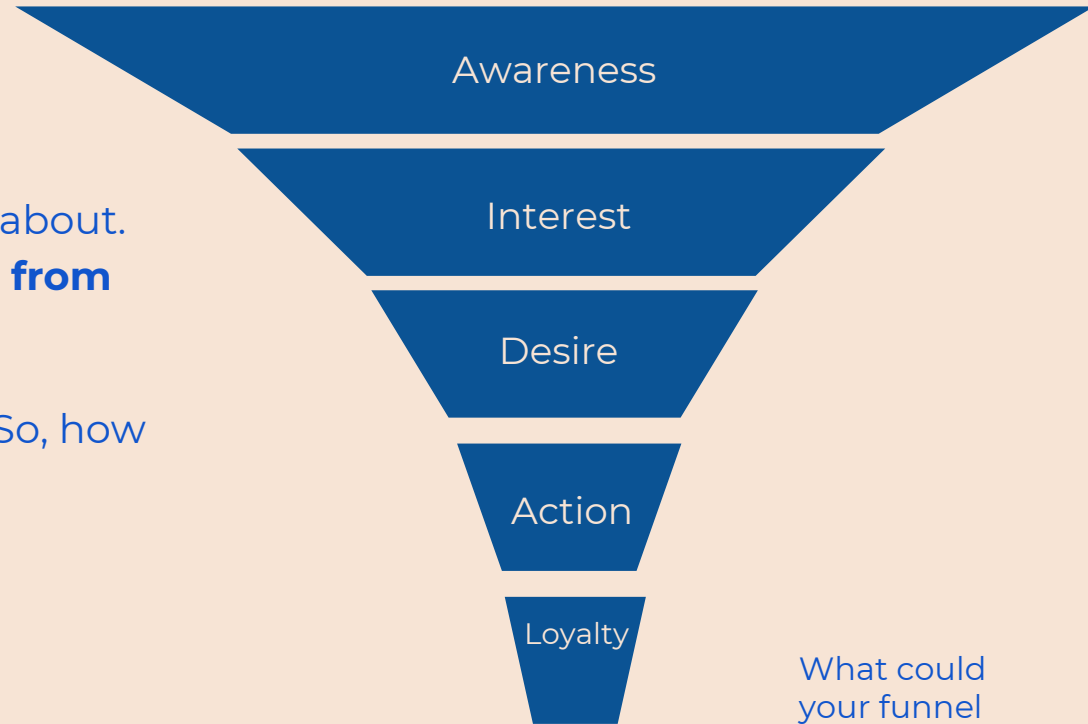 Awareness
Interest
about.
from
Desire
So, how
Action
Loyalty
What could
your funnel